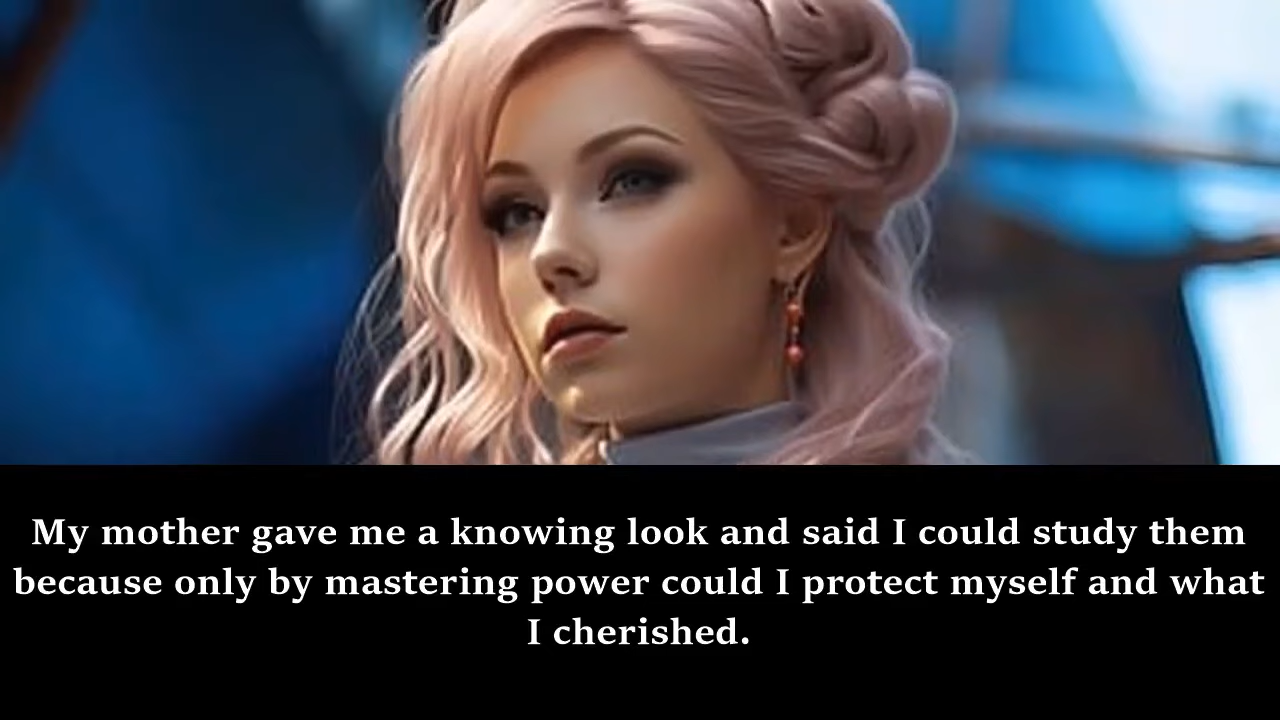 My mother gave me a knowing look and said I could study them
because only by mastering power could I protect myself and what
I cherished.